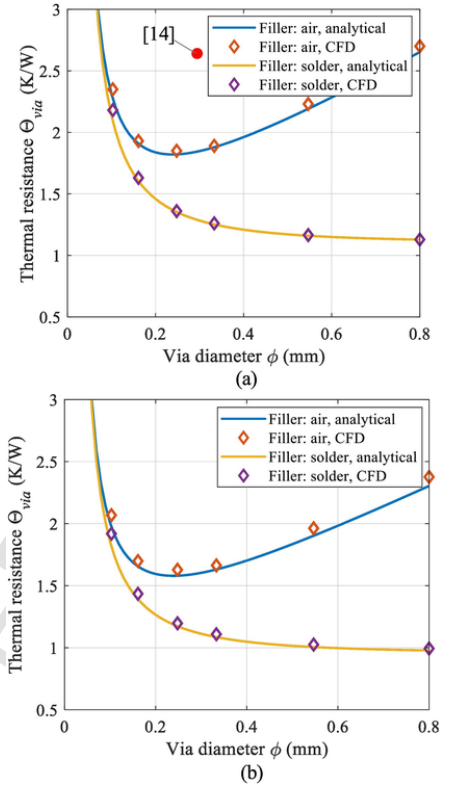 3
[14]
Filler: air, analytical
Filler: air, CFD
Filler: solder, analytical
Filler: solder, CFD
2.5
2
1.5
1
0.5
Thermal resistance Θvia (K/W)
0 0.2 0.4 0.6 0.8
Via diameter ϕ (mm)
(a)
3
Filler: air, analytical
Filler: air, CFD
Filler: solder, analytical
Filler: solder, CFD
2.5
2
1.5
1
0.5
Thermal resistance Θvia (K/W)
0 0.2 0.4 0.6 0.8
Via diameter ϕ (mm)
(b)